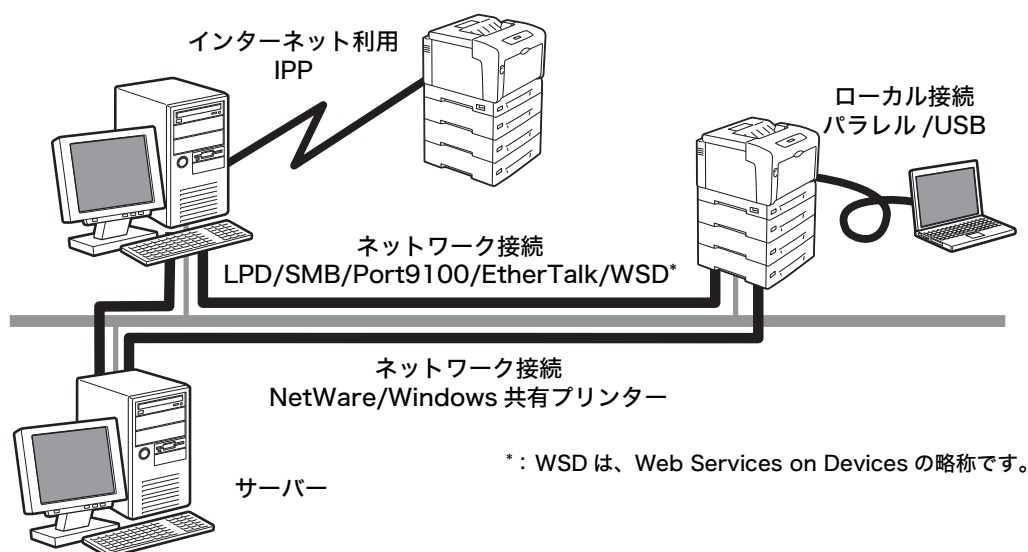 インターネット利用
IPP
ローカル接続
パラレル /USB
ネットワーク接続
LPD/SMB/Port9100/EtherTalk/WSD*
ネットワーク接続
NetWare/Windows 共有プリンター
*：WSD は、Web Services on Devices の略称です。
サーバー